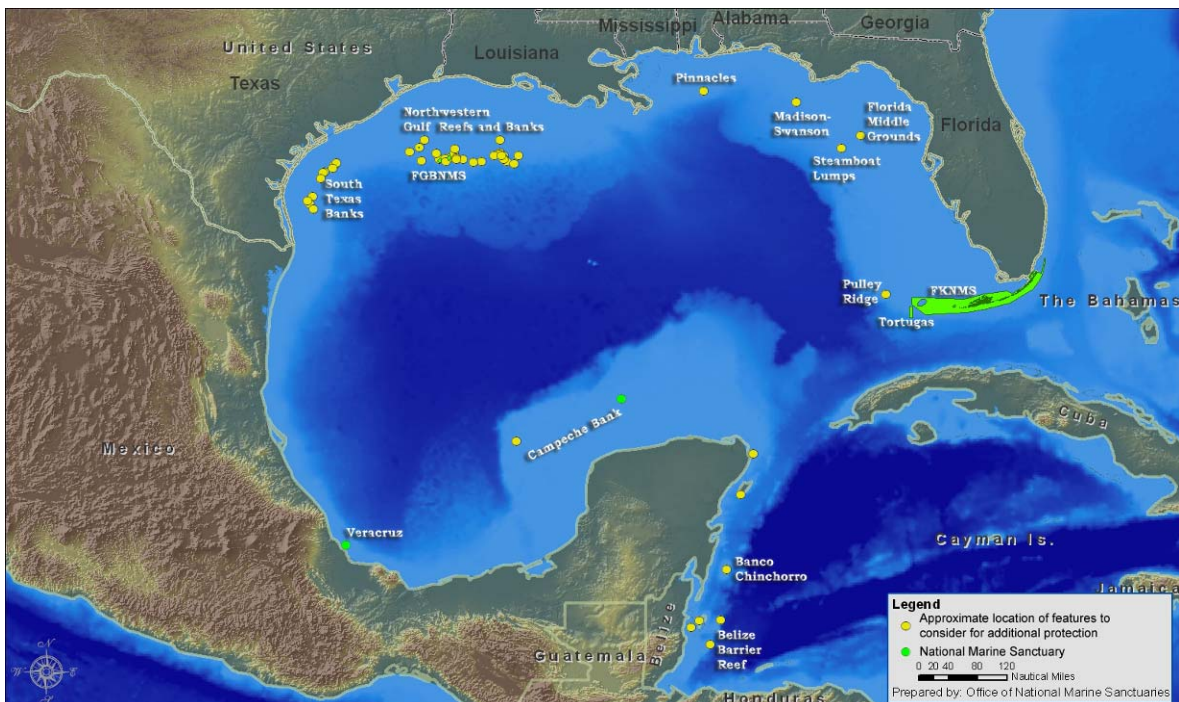 Mississippi
Alabama
Georgia
United States
Louisiana
Texas
Pinnacles
Northwestern
Gulf Reefs and Banks
Madison-
Swanson
Florida
Middle
Grounds
Florida
Steamboat
Lumps
FGBNMS
South
Texas
Banks
Pulley
Ridge
FKNMS
The Bahamas
Tortugas
Cuba
Campeche Bank
Mexico
Veracruz
Cayman Is.
Banco
Chinchorro
Jamaica
Belize
Belize
Barrier
Reef
Guatemala
Honduras
Legend
Approximate location of features to
consider for additional protection
National Marine Sanctuary
0 20 40 80 120
Nautical Miles
Prepared by: Office of National Marine Sanctuaries
N
W
E
S